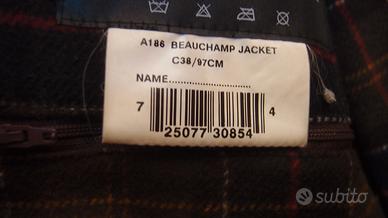 A186 BEAUCHAMP JACKET
C38/97CM
NAME........................
7 25077 30854 4
subito